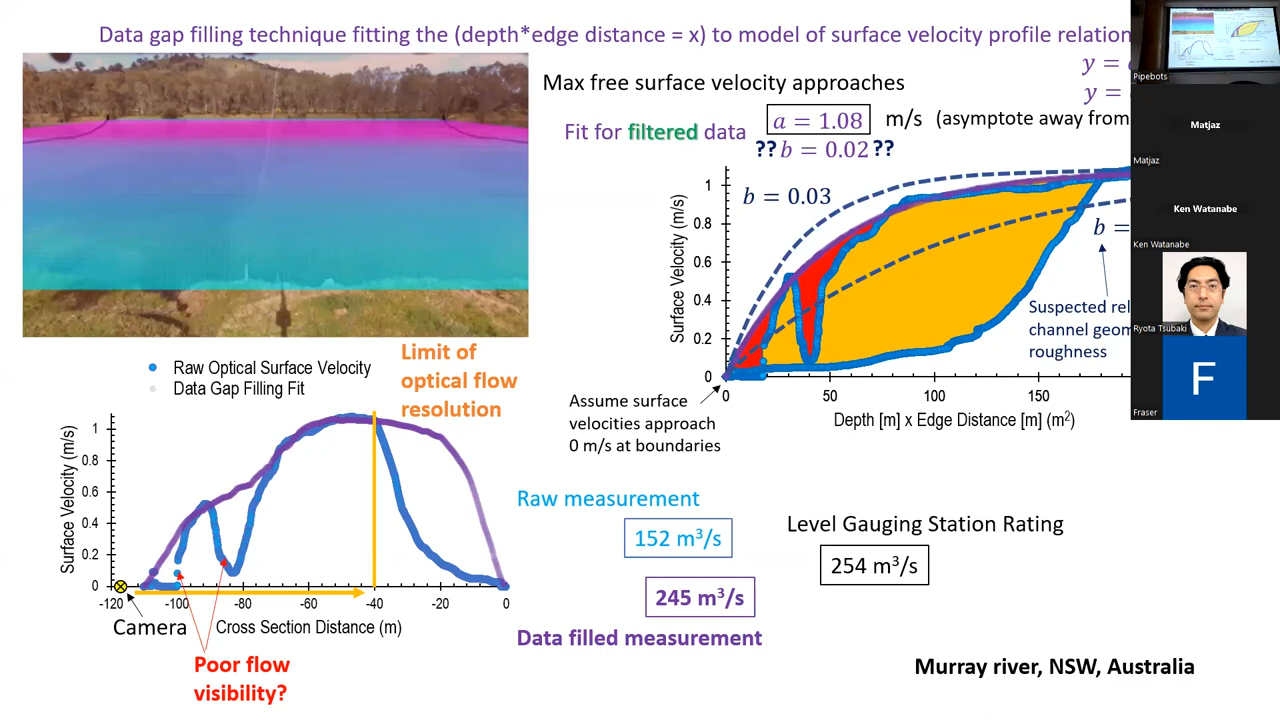 Data gap filling technique fitting the (depth*edge distance = x) to model of surface velocity profile relation
y =
y =
Max free surface velocity approaches
Fit for filtered data
a = 1.08
m/s (asymptote away from
?? b = 0.02 ??
b = 0.03
b =
Surface Velocity (m/s)
1
0.8
0.6
0.4
0.2
0
0
50
100
150
Depth [m] x Edge Distance [m] (m²)
Suspected rel
channel geom
roughness
Assume surface
velocities approach
0 m/s at boundaries
Raw Optical Surface Velocity
Data Gap Filling Fit
Limit of
optical flow
resolution
Surface Velocity (m/s)
1
0.8
0.6
0.4
0.2
0
-120
-100
-80
-60
-40
-20
0
Camera
Cross Section Distance (m)
Poor flow
visibility?
Raw measurement
152 m³/s
245 m³/s
Data filled measurement
Level Gauging Station Rating
254 m³/s
Murray river, NSW, Australia
Pipebots
Matjaz
Matjaz
Ken Watanabe
Ken Watanabe
Ryota Tsubaki
F
Fraser